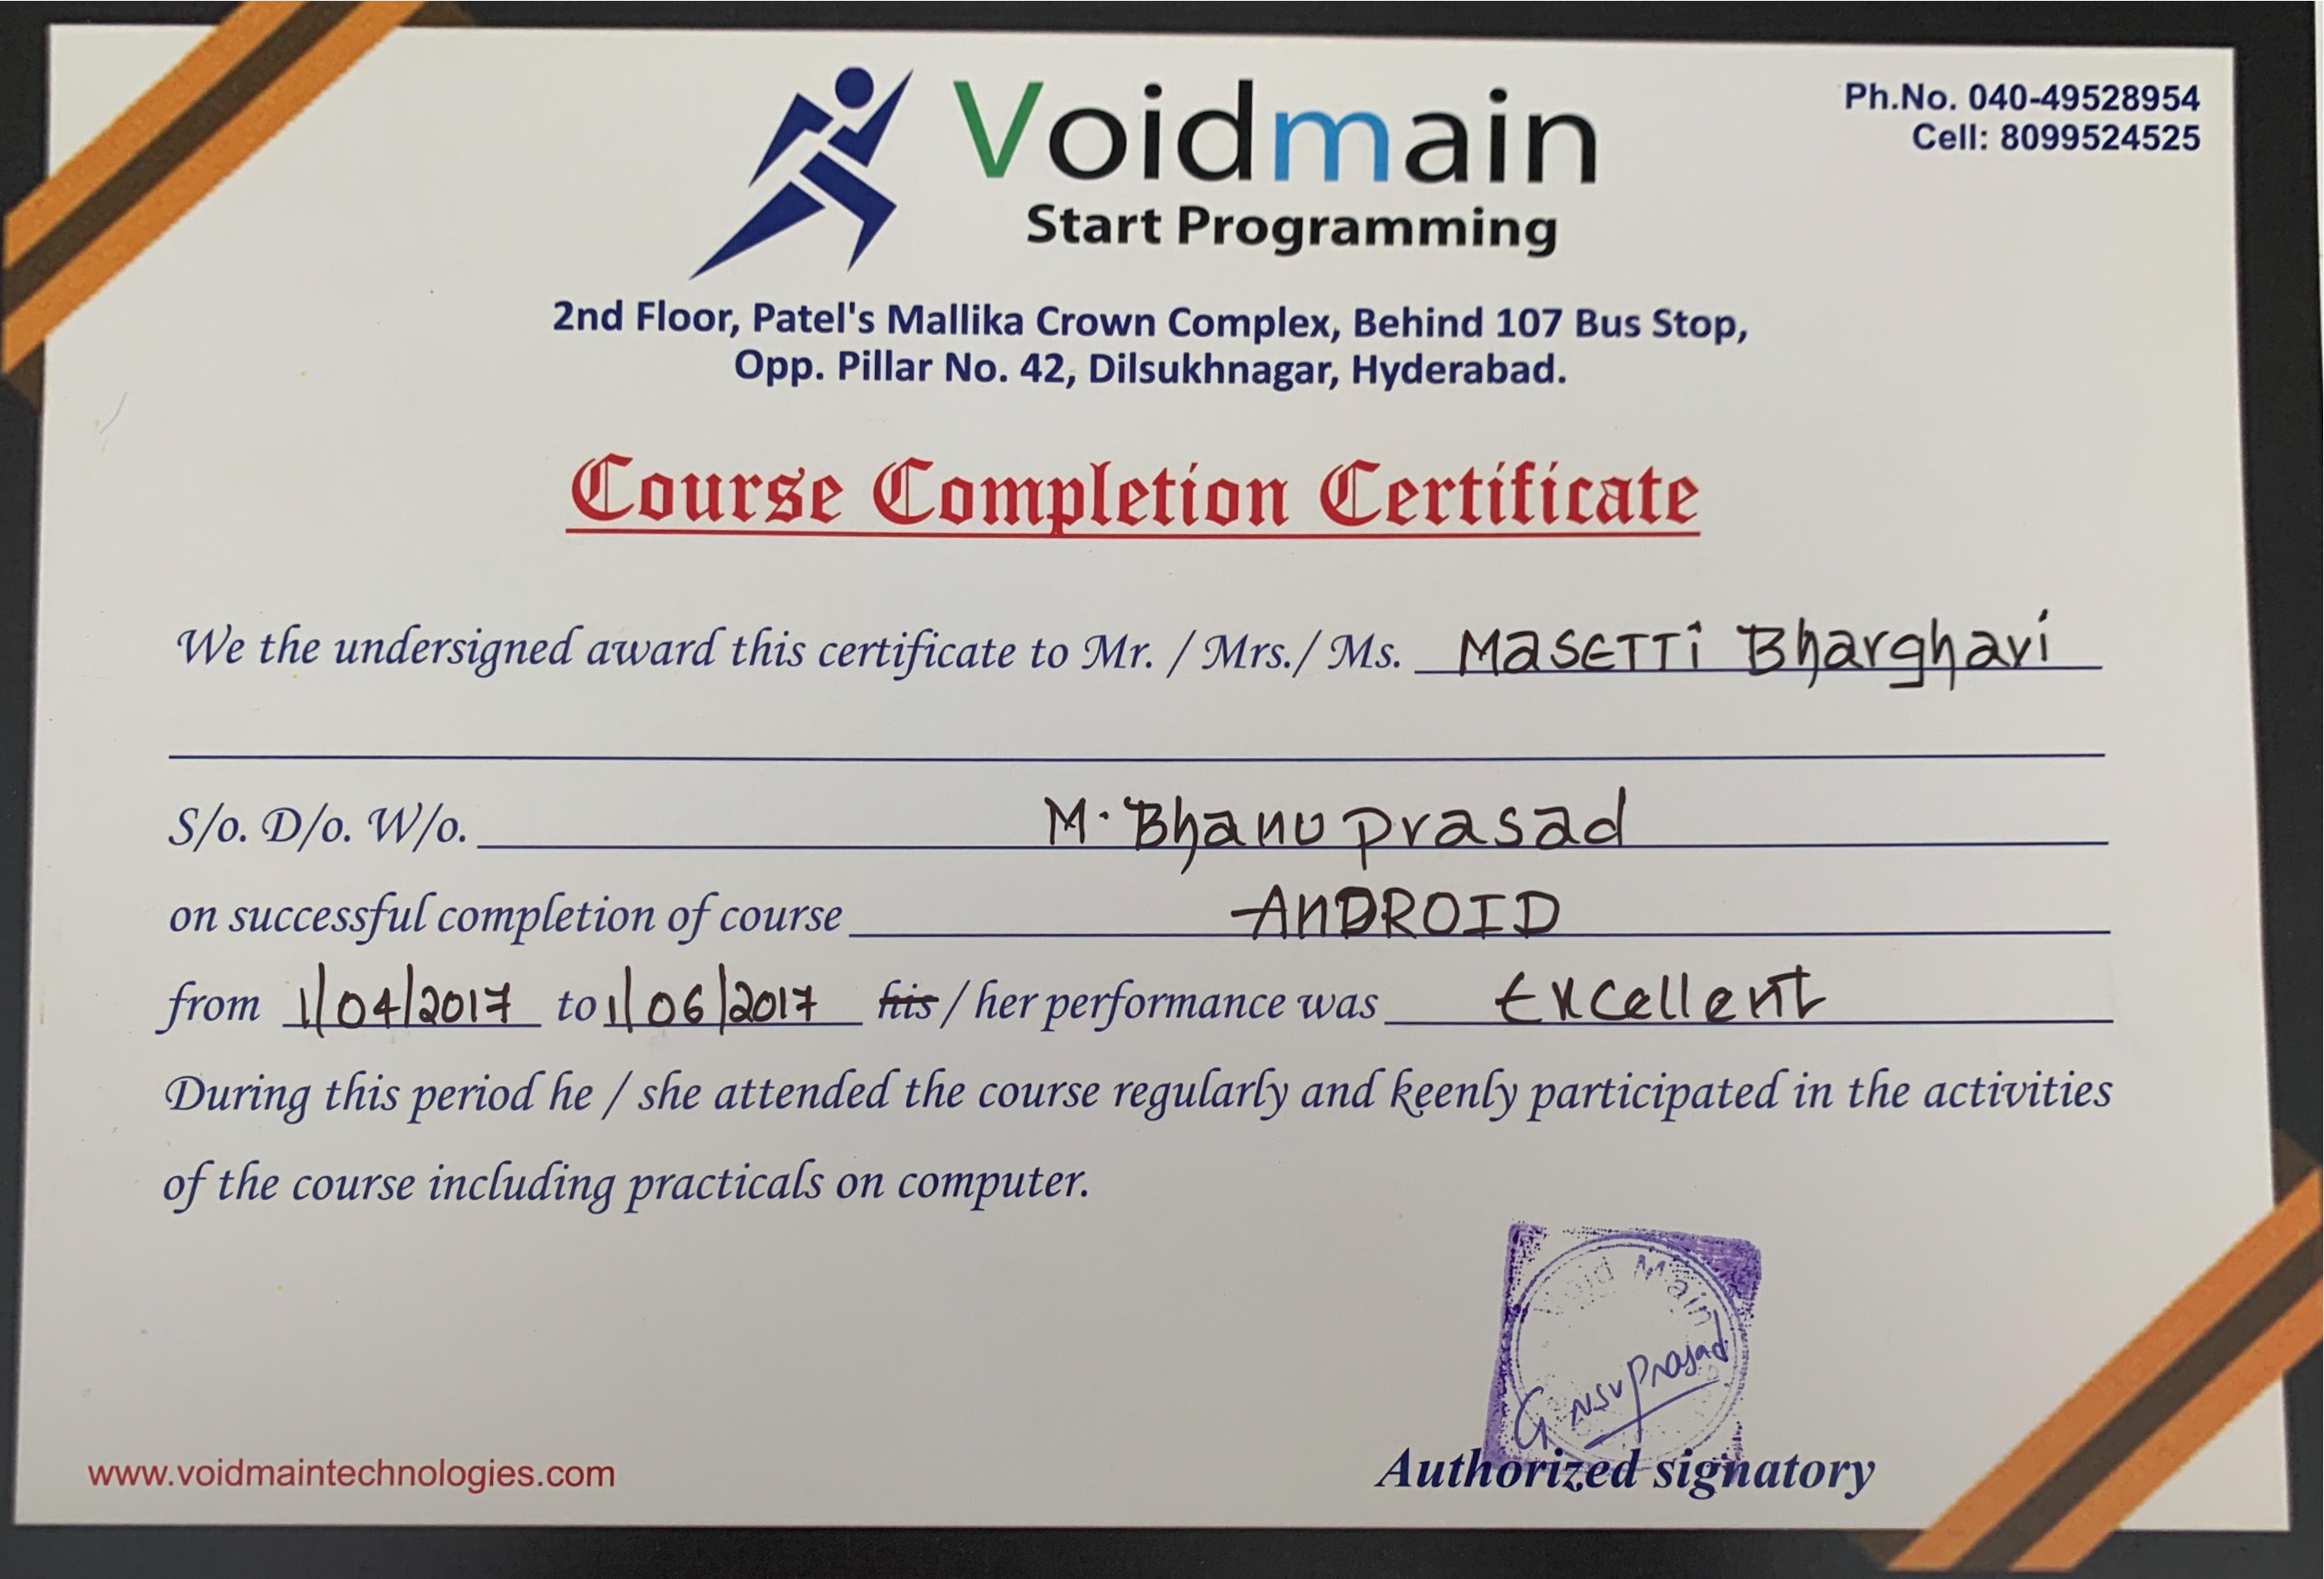 Voidmain
Start Programming
Ph.No. 040-49528954
Cell: 8099524525
2nd Floor, Patel's Mallika Crown Complex, Behind 107 Bus Stop,
Opp. Pillar No. 42, Dilsukhnagar, Hyderabad.
Course Completion Certificate
We the undersigned award this certificate to Mr. / Mrs./ Ms. MaSETTi Bharghavi
S/o. D/o. W/o. M. Bhanu prasad
on successful completion of course ANDROID
from 1/04/2017 to 1/06/2017 his / her performance was Excellent
During this period he / she attended the course regularly and keenly participated in the activities
of the course including practicals on computer.
Void Main
G. NSV Prasad
www.voidmaintechnologies.com
Authorized signatory